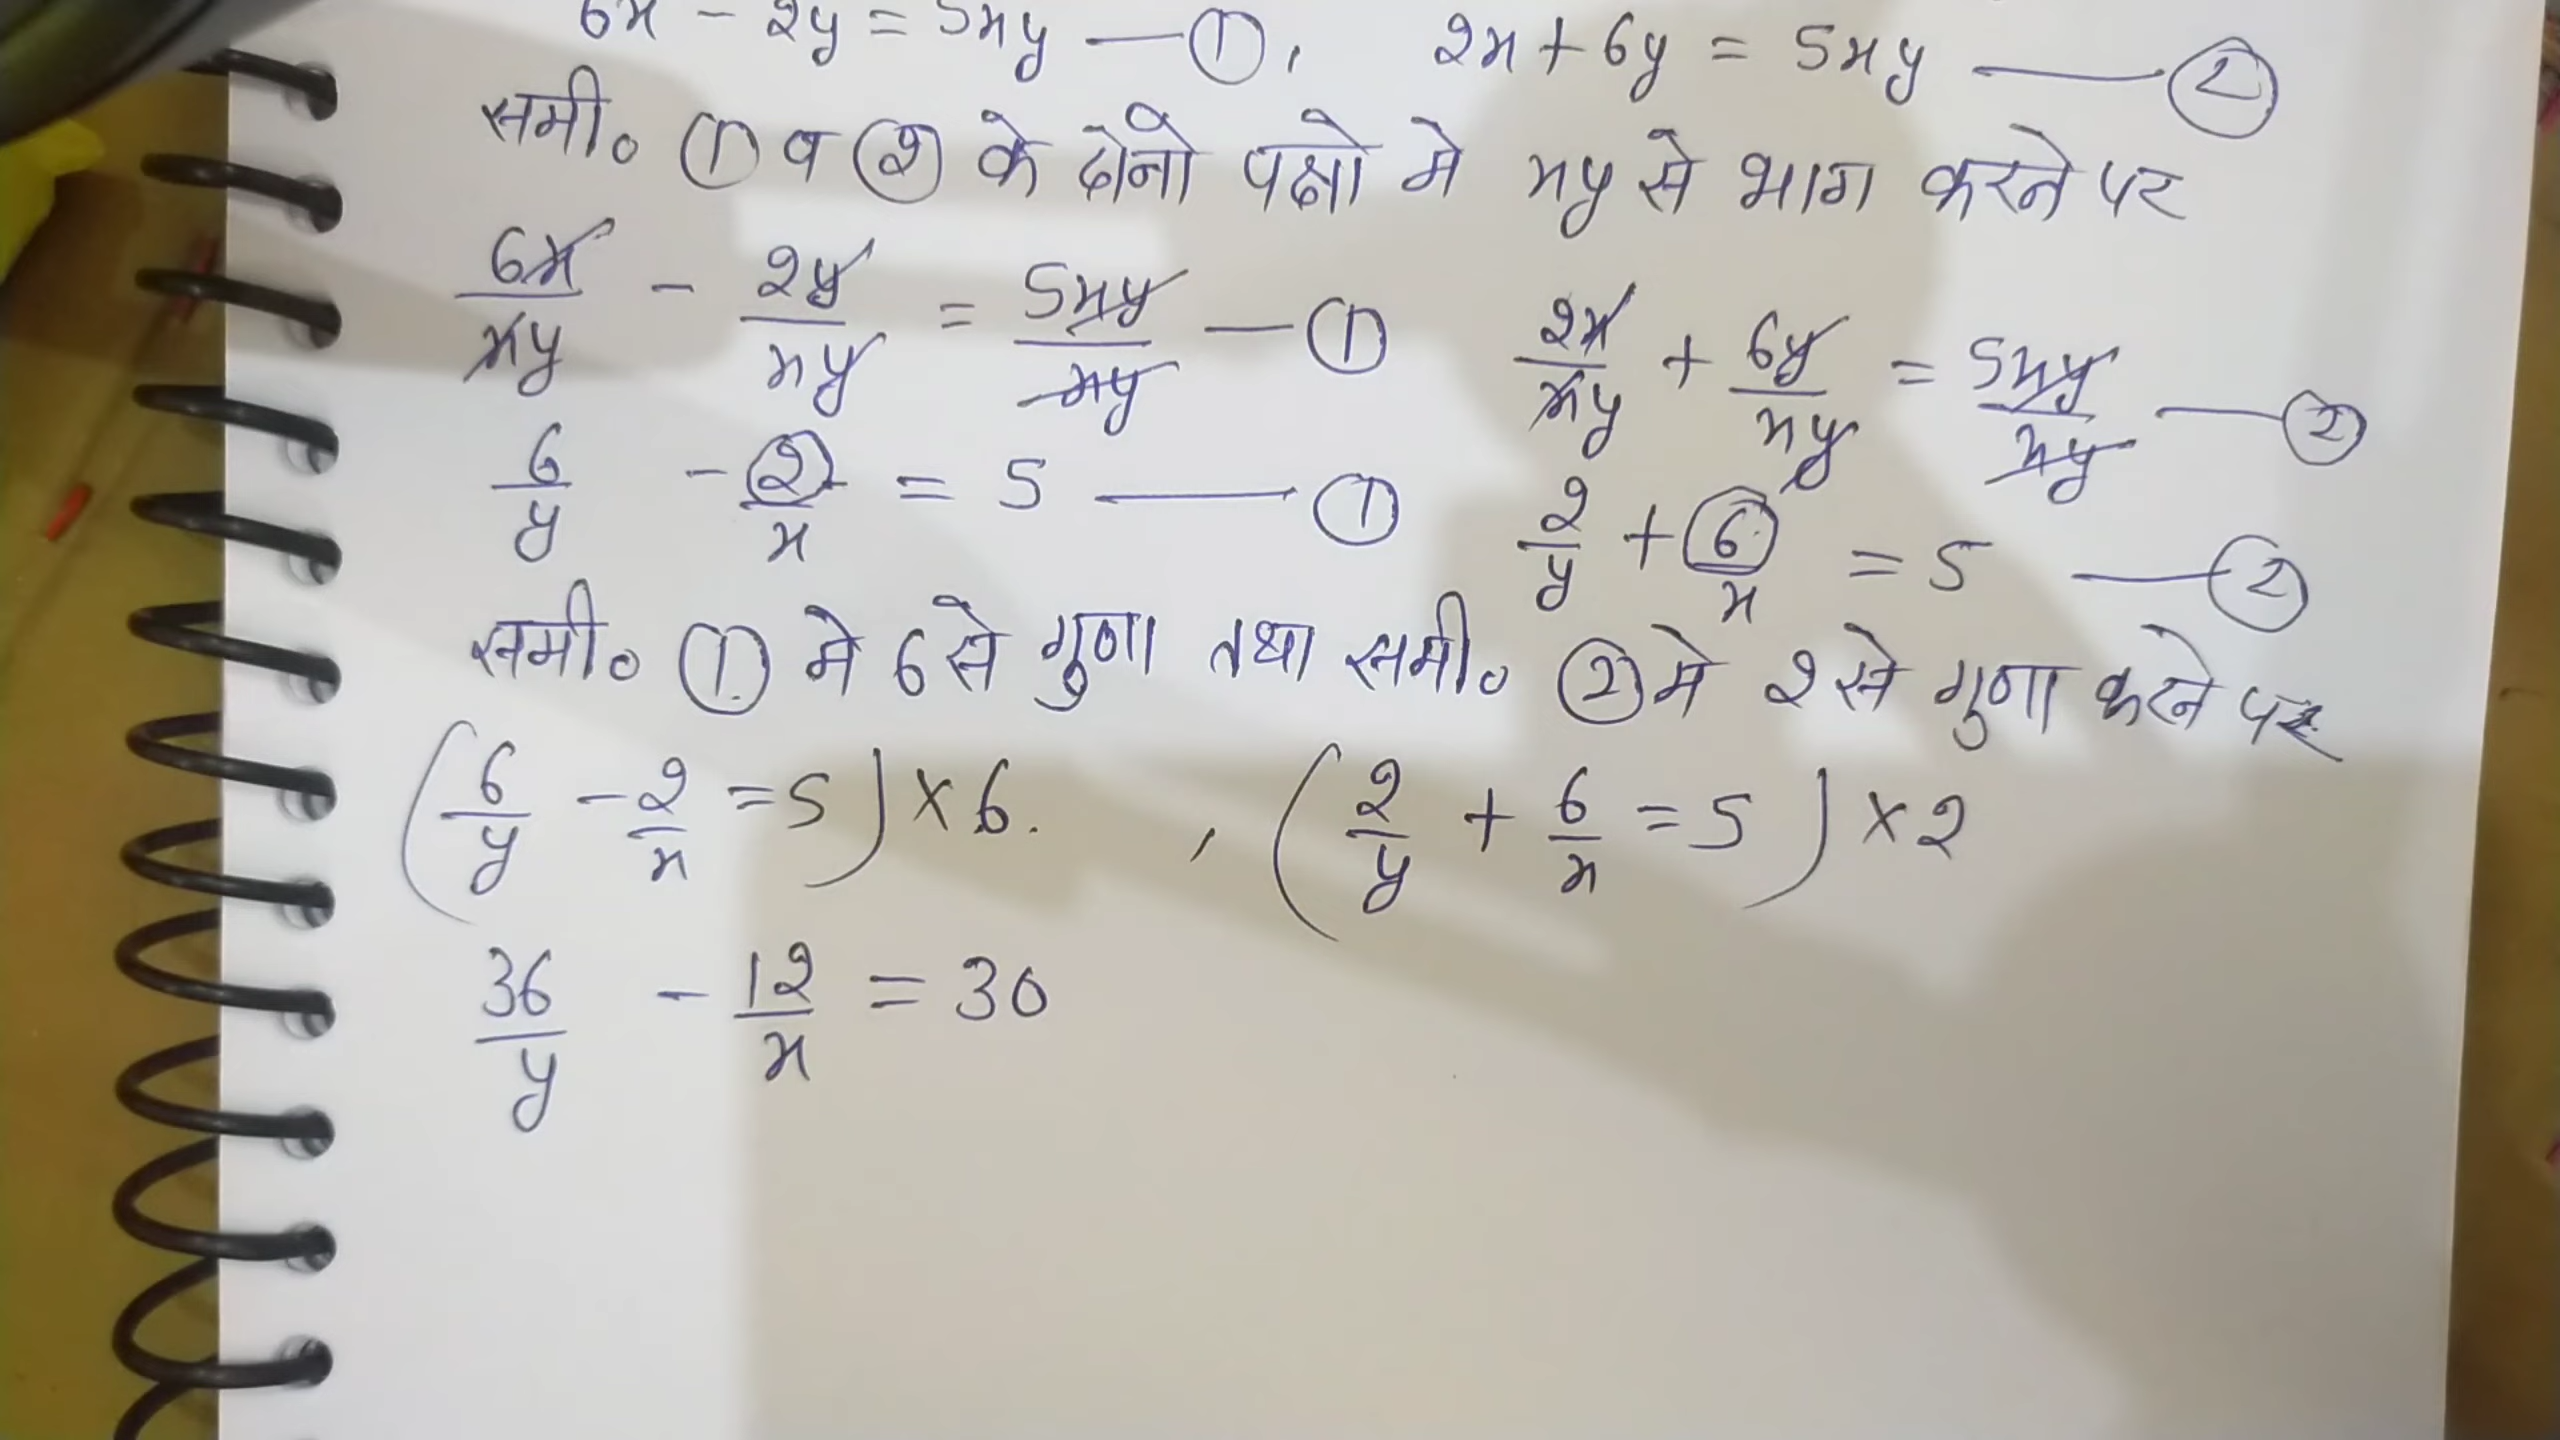 6x - 2y = 5xy — ①, 2x + 6y = 5xy — ②
समी० ① व ② के दोनो पक्षो मे xy से भाग करने पर
6x/xy - 2y/xy = 5xy/xy — ① 2x/xy + 6y/xy = 5xy/xy — ②
6/y - 2/x = 5 — ① 2/y + 6/x = 5 — ②
समी० ① मे 6 से गुणा तथा समी० ② मे 2 से गुणा करने पर
(6/y - 2/x = 5) × 6. , (2/y + 6/x = 5) × 2
36/y - 12/x = 30